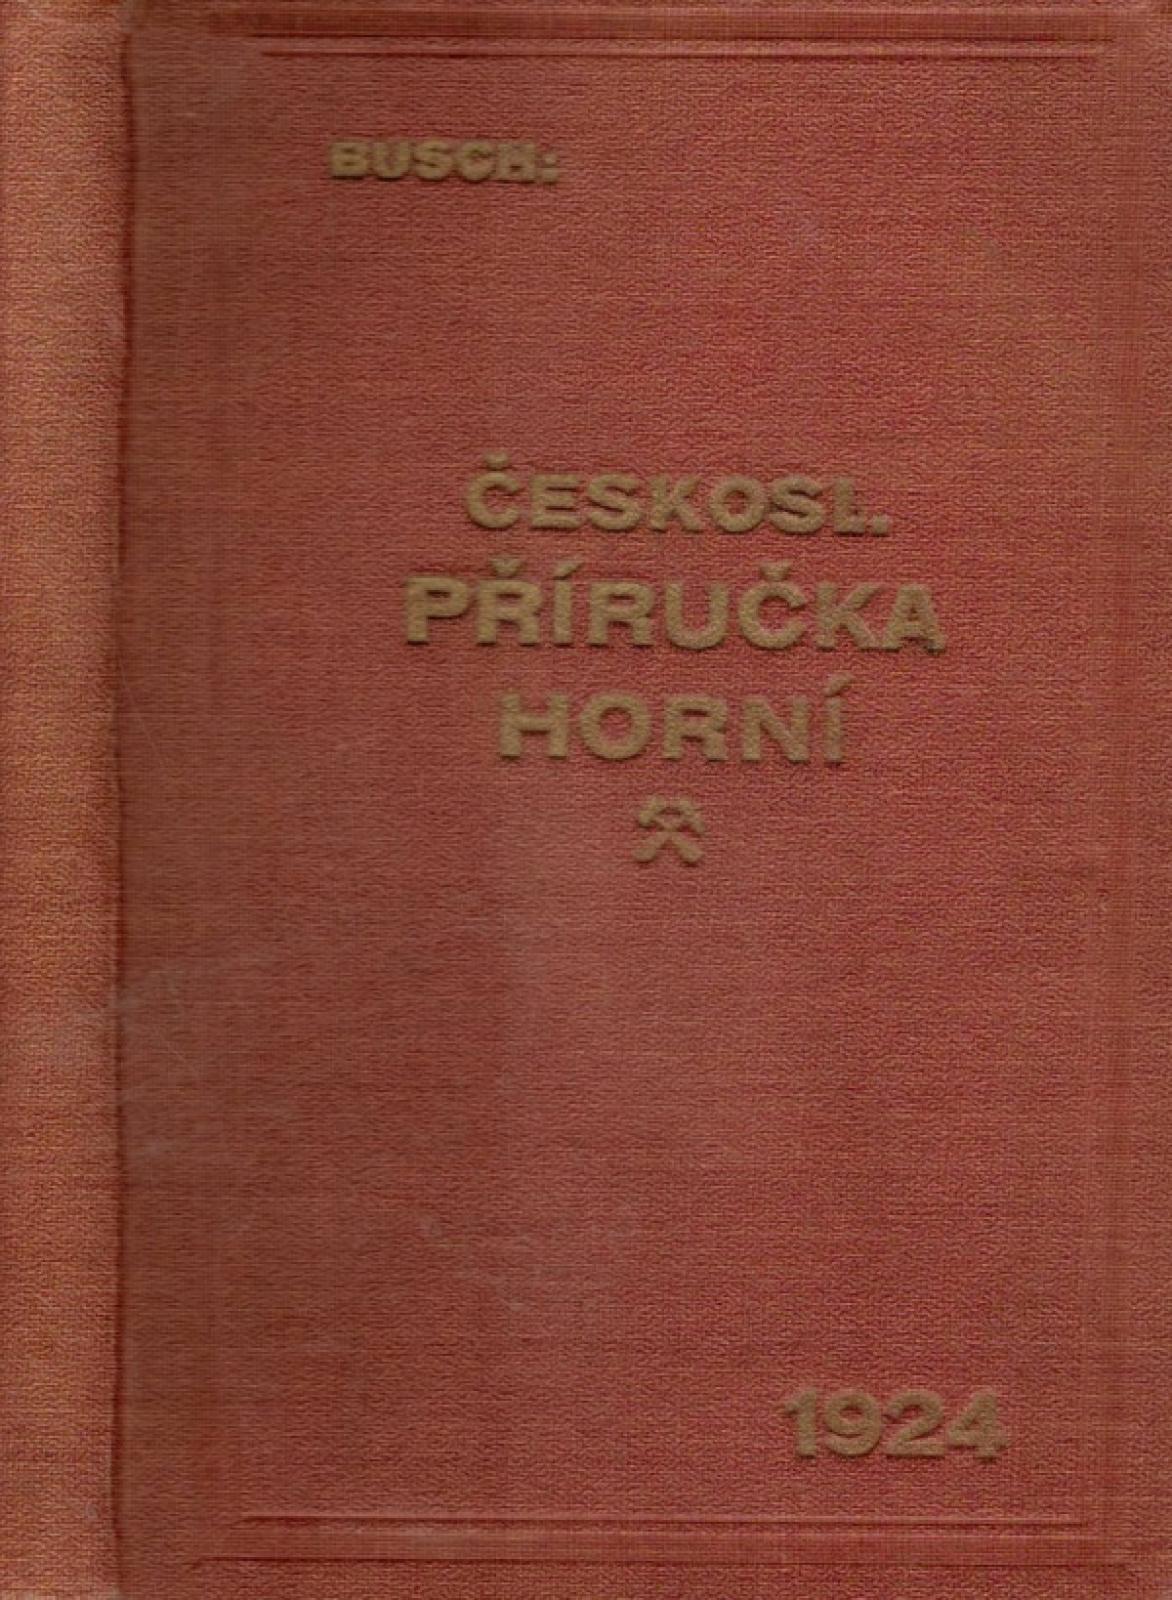 BUSCH:
ČESKOSL.
PŘÍRUČKA
HORNÍ
1924